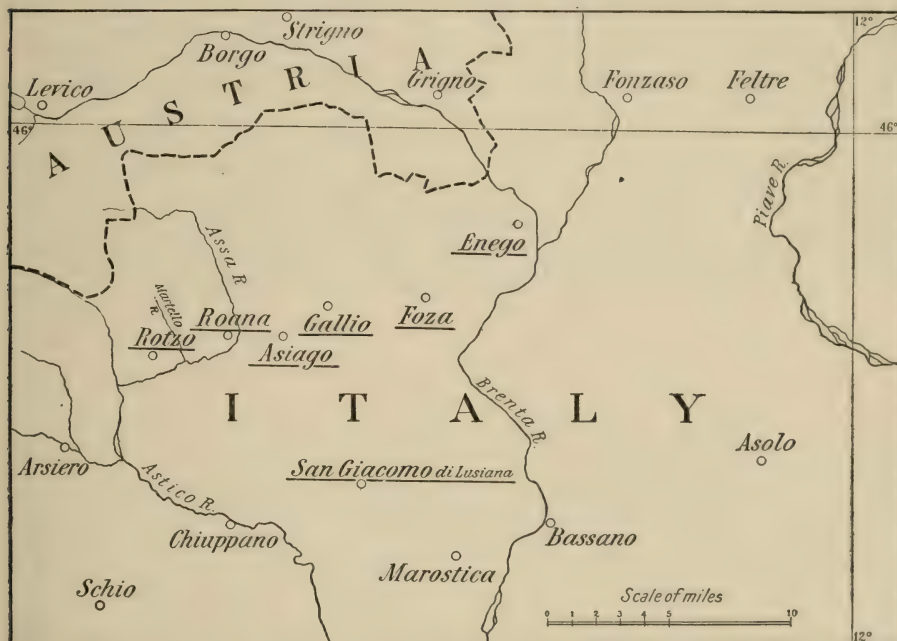 12°
Strigno
Borgo
AUSTRIA
Levico
Grigno
Fonzaso
Feltre
46°
46°
Piave R.
Enego
Assa R
Martello R.
Roana
Gallio
Foza
Rotzo
Asiago
ITALY
Brenta R.
Arsiero
Asolo
San Giacomo di Lusiana
Astico R.
Chiuppano
Bassano
Marostica
Schio
Scale of miles
0 1 2 3 4 5 10
12°